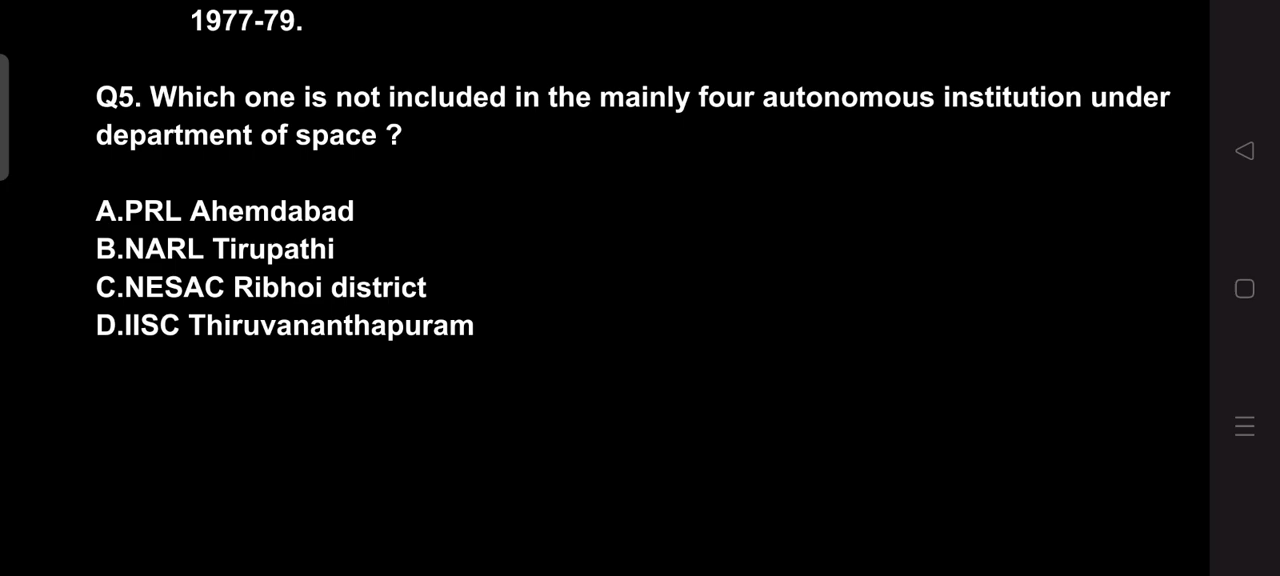 1977-79.
Q5. Which one is not included in the mainly four autonomous institution under
department of space ?
A.PRL Ahemdabad
B.NARL Tirupathi
C.NESAC Ribhoi district
D.IISC Thiruvananthapuram